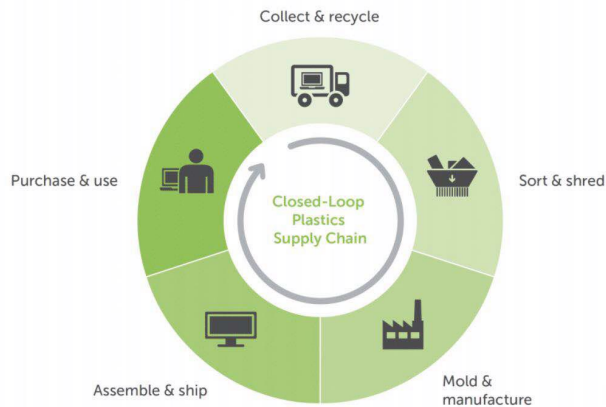 Collect & recycle
Purchase & use
Sort & shred
Closed-Loop
Plastics
Supply Chain
Assemble & ship
Mold &
manufacture